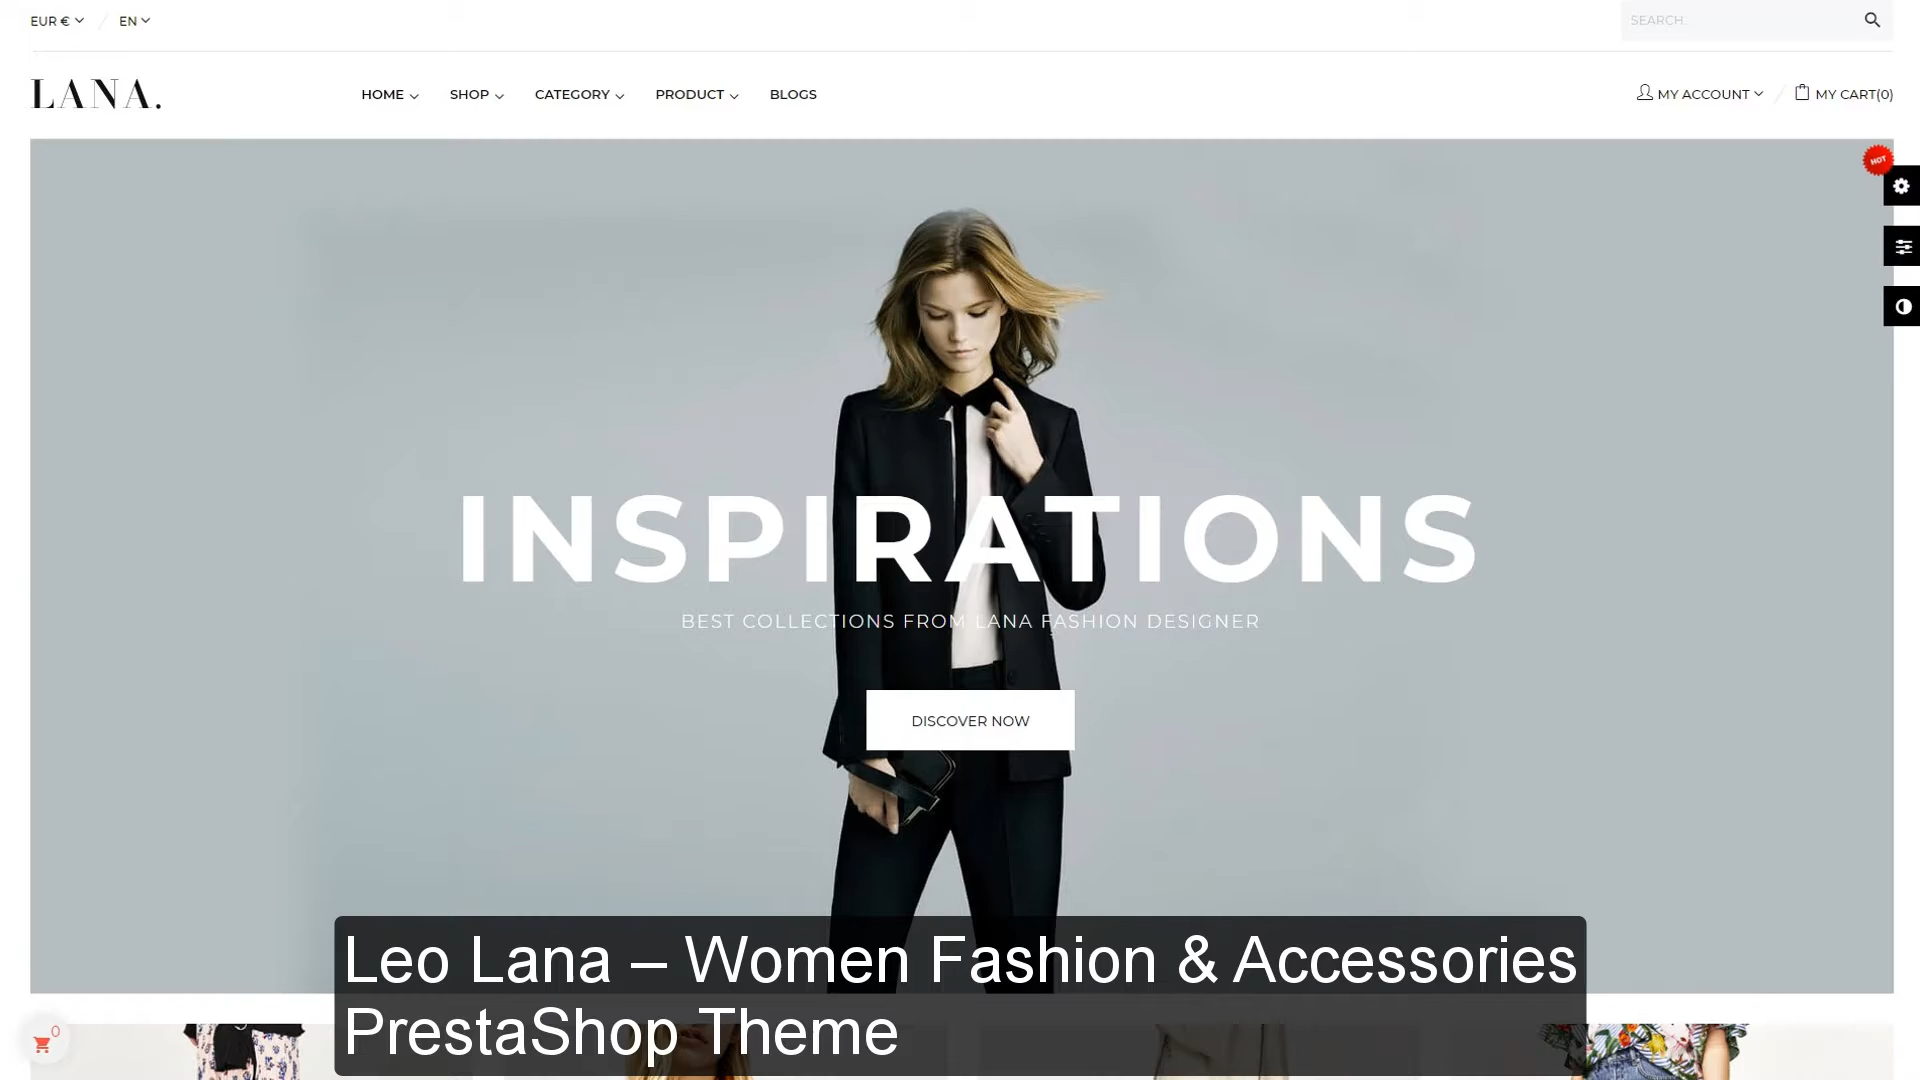 EUR € EN
SEARCH
LANA.
HOME SHOP CATEGORY PRODUCT BLOGS
MY ACCOUNT MY CART(0)
HOT
INSPIRATIONS
BEST COLLECTIONS FROM LANA FASHION DESIGNER
DISCOVER NOW
Leo Lana – Women Fashion & Accessories
PrestaShop Theme
0